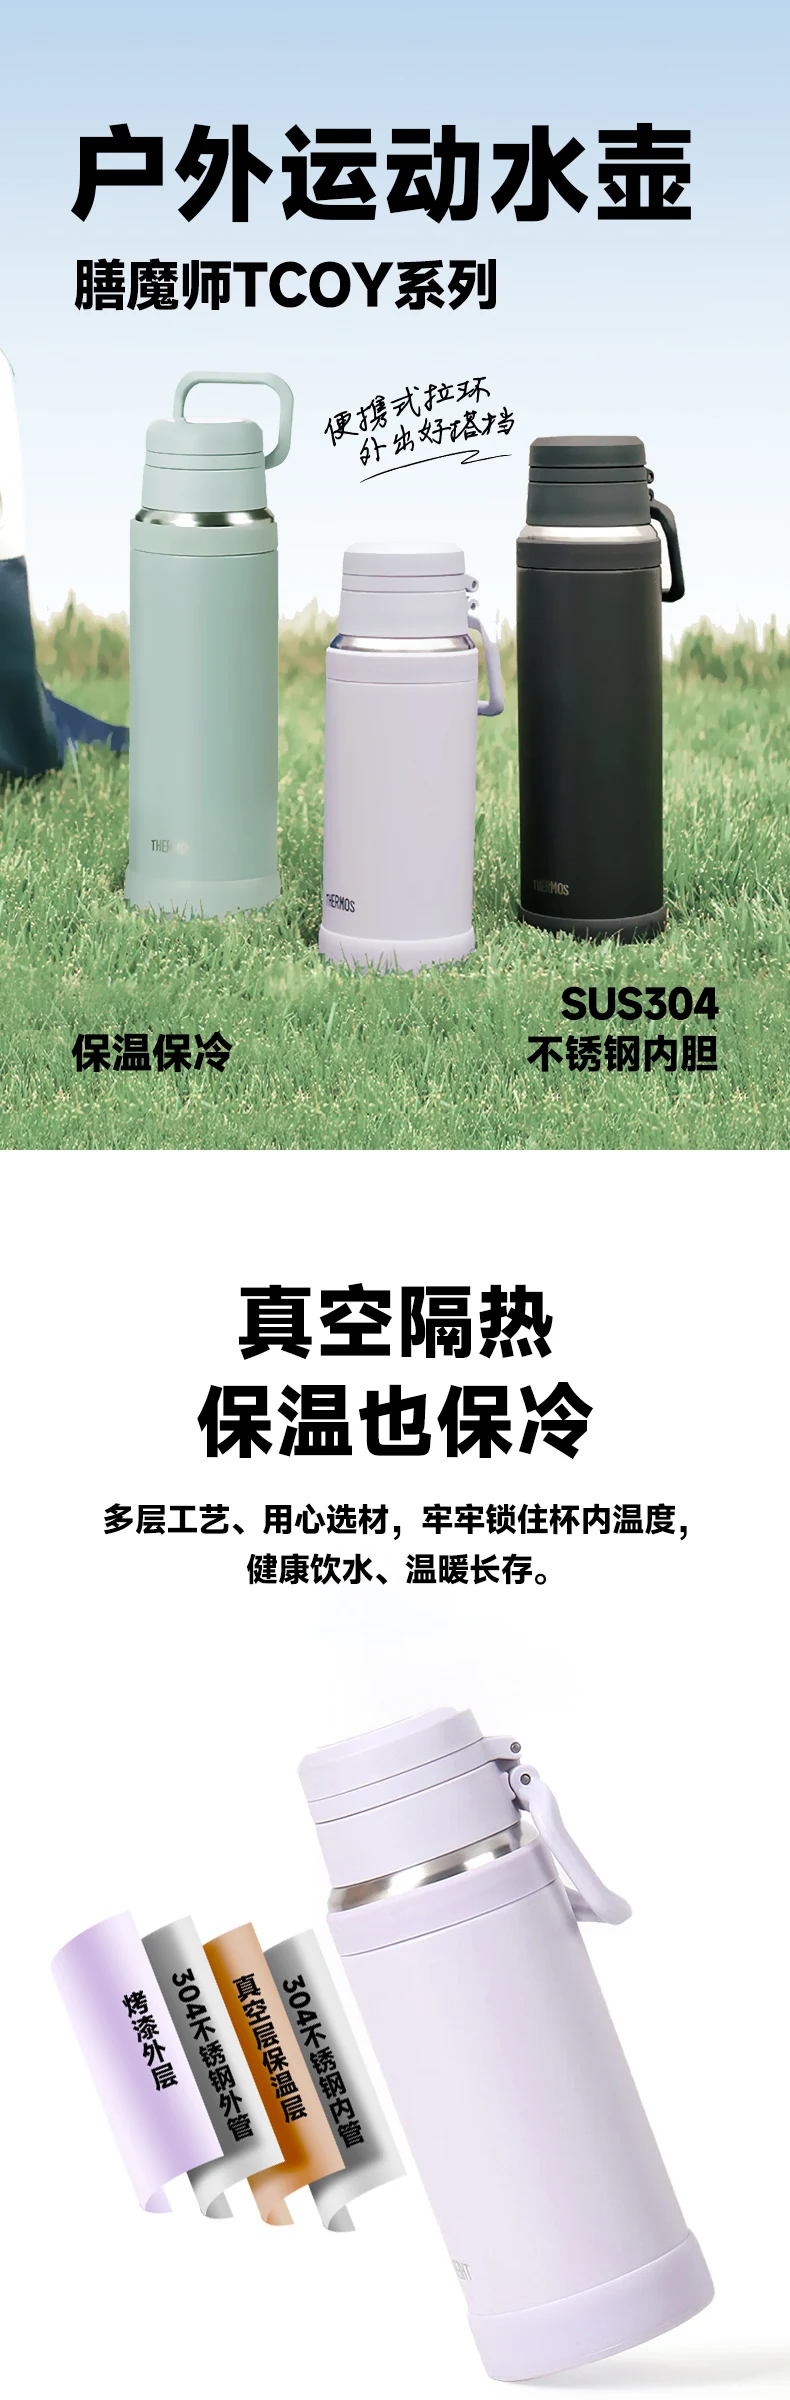 户外运动水壶
膳魔师TCOY系列
便携式拉环
外出好塔档
THERMOS
THERMOS
SUS304
保温保冷
不锈钢内胆
真空隔热
保温也保冷
多层工艺、用心选材，牢牢锁住杯内温度，
健康饮水、温暖长存。
烤漆外层
304不锈钢外管
真空层保温层
304不锈钢内管